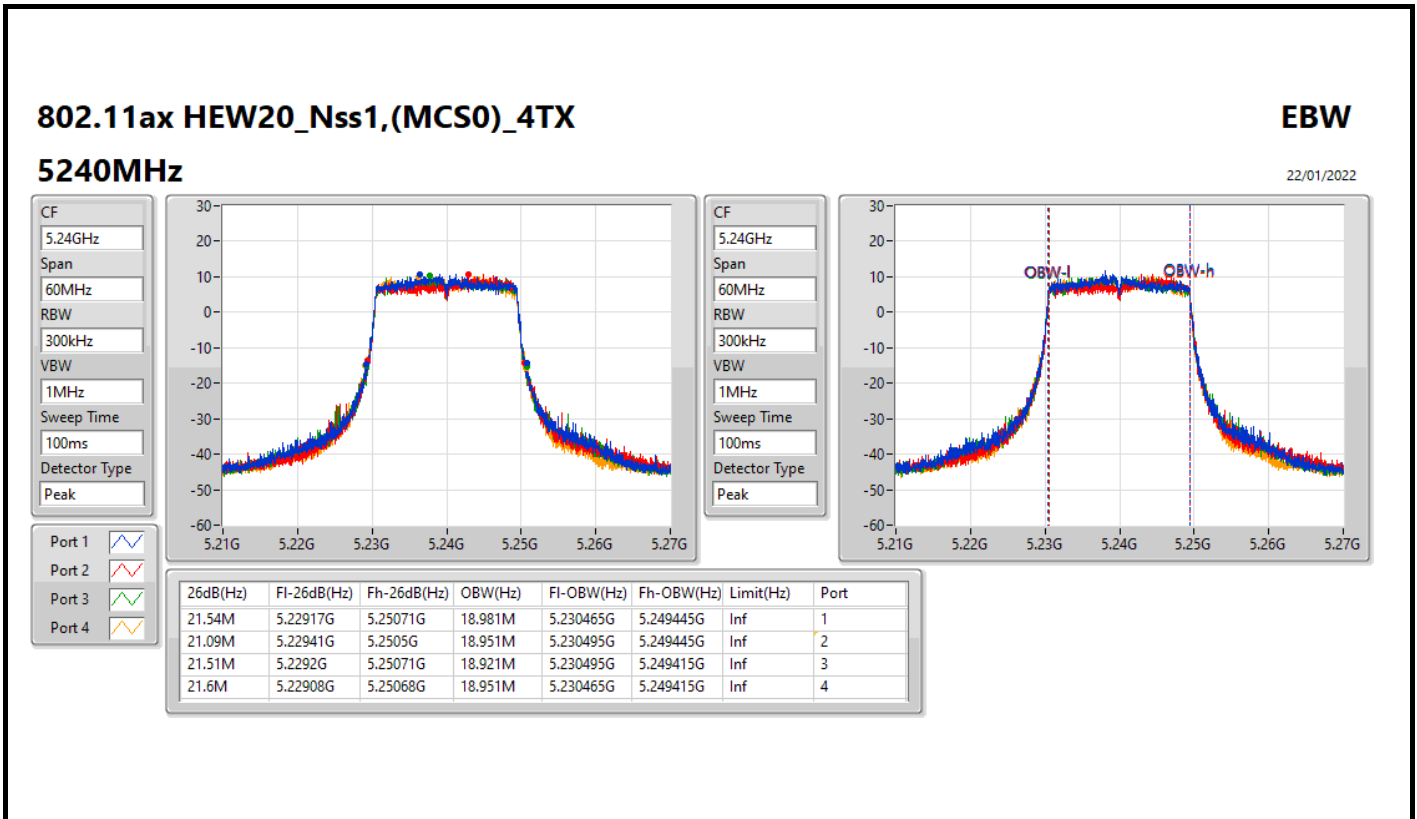 802.11ax HEW20_Nss1,(MCS0)_4TX
EBW
5240MHz
22/01/2022
CF
5.24GHz
Span
60MHz
RBW
300kHz
VBW
1MHz
Sweep Time
100ms
Detector Type
Peak
30
20
10
0
-10
-20
-30
-40
-50
-60
5.21G 5.22G 5.23G 5.24G 5.25G 5.26G 5.27G
CF
5.24GHz
Span
60MHz
RBW
300kHz
VBW
1MHz
Sweep Time
100ms
Detector Type
Peak
30
20
10
0
-10
-20
-30
-40
-50
-60
OBW-l OBW-h
5.21G 5.22G 5.23G 5.24G 5.25G 5.26G 5.27G
Port 1
Port 2
Port 3
Port 4
26dB(Hz) Fl-26dB(Hz) Fh-26dB(Hz) OBW(Hz) Fl-OBW(Hz) Fh-OBW(Hz) Limit(Hz) Port
21.54M 5.22917G 5.25071G 18.981M 5.230465G 5.249445G Inf 1
21.09M 5.22941G 5.2505G 18.951M 5.230495G 5.249445G Inf 2
21.51M 5.2292G 5.25071G 18.921M 5.230495G 5.249415G Inf 3
21.6M 5.22908G 5.25068G 18.951M 5.230465G 5.249415G Inf 4